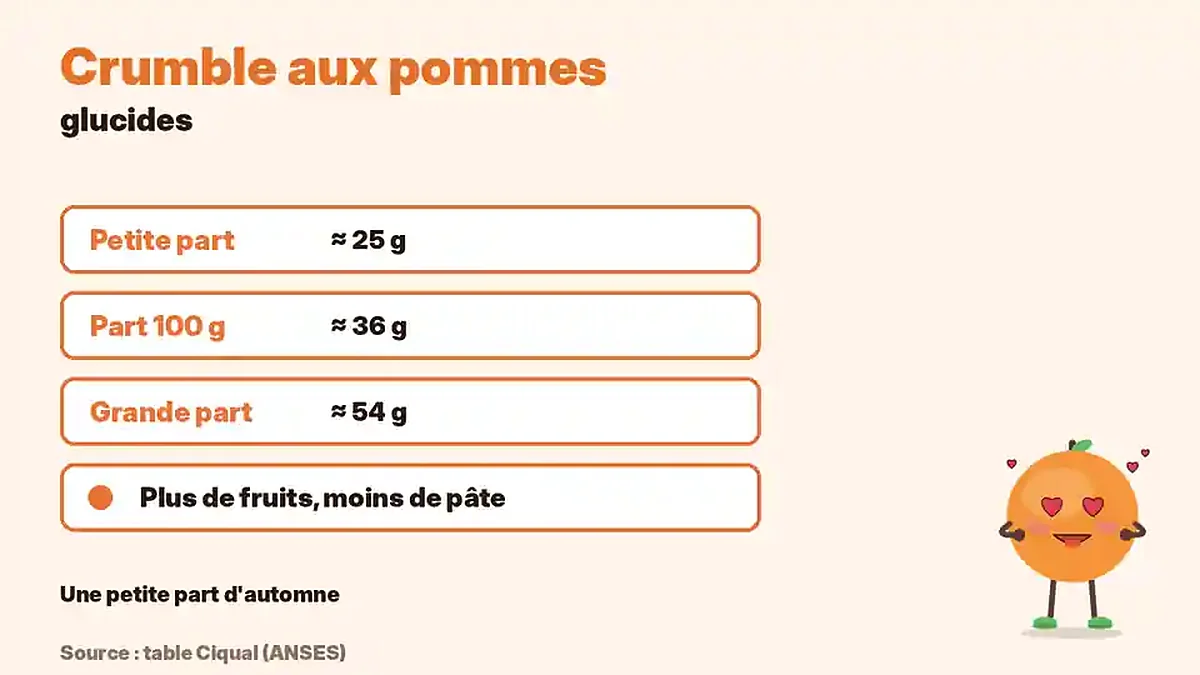 Crumble aux pommes
glucides
Petite part ≈ 25 g
Part 100 g ≈ 36 g
Grande part ≈ 54 g
Plus de fruits, moins de pâte
Une petite part d'automne
Source : table Ciqual (ANSES)